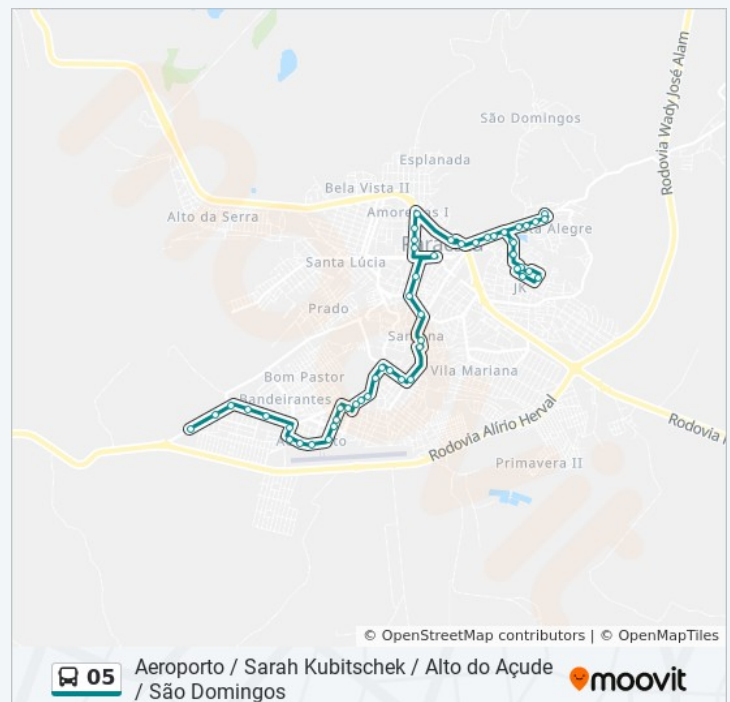 Rodovia Wady José Alam
São Domingos
Esplanada
Bela Vista II
Alto da Serra
Santa Lúcia
JK
Prado
Vila Mariana
Bom Pastor
Bandeirantes
Rodovia Alírio Herval
Rodovia
Primavera II
© OpenStreetMap contributors | © OpenMapTiles
05
Aeroporto / Sarah Kubitschek / Alto do Açude
/ São Domingos
moovit